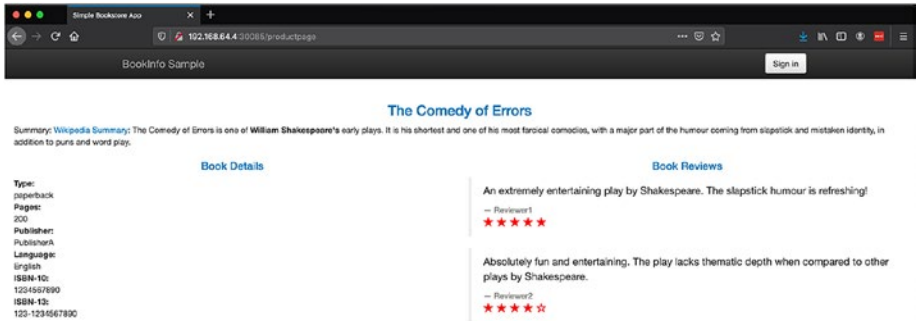 Simple Bookstore App
192.168.64.4:30085/productpage
BookInfo Sample
Sign in
The Comedy of Errors
Summary: Wikipedia Summary: The Comedy of Errors is one of William Shakespeare's early plays. It is his shortest and one of his most farcical comedies, with a major part of the humour coming from slapstick and mistaken identity, in
addition to puns and word play.
Book Details
Type:
paperback
Pages:
200
Publisher:
PublisherA
Language:
English
ISBN-10:
1234567890
ISBN-13:
123-1234567890
Book Reviews
An extremely entertaining play by Shakespeare. The slapstick humour is refreshing!
— Reviewer1
Absolutely fun and entertaining. The play lacks thematic depth when compared to other
plays by Shakespeare.
— Reviewer2